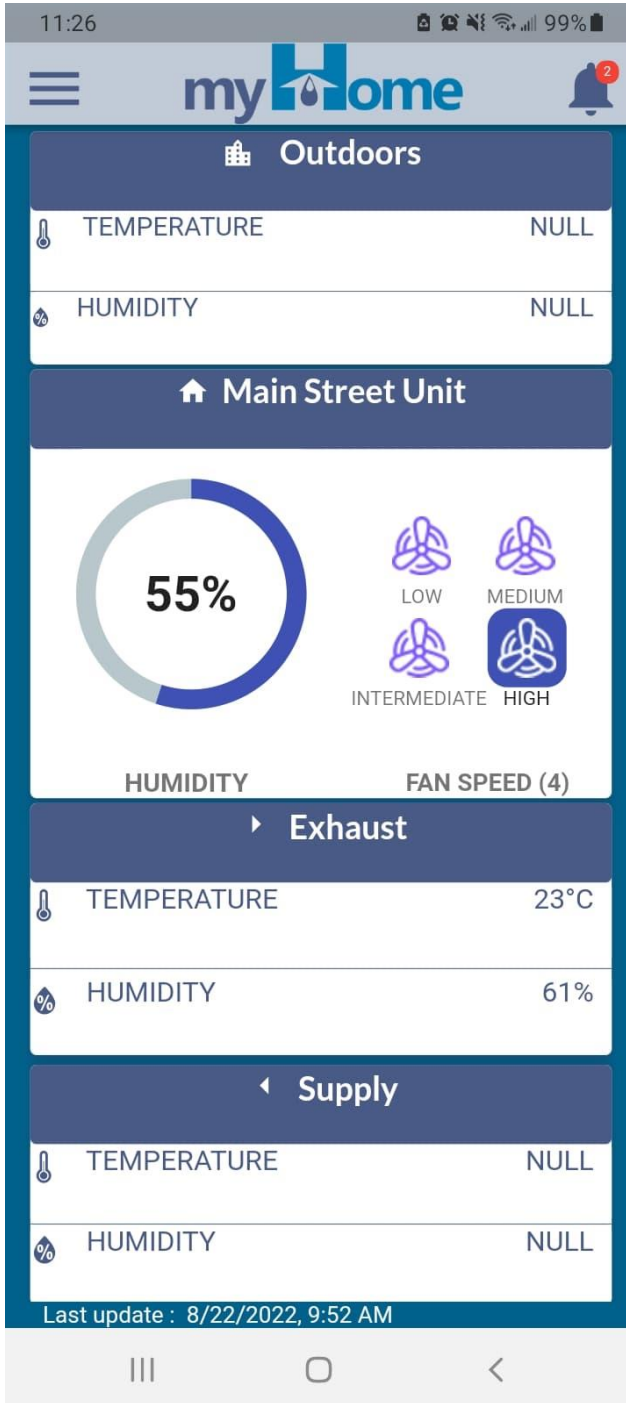 11:26 99%
myHome 2
Outdoors
TEMPERATURE NULL
% HUMIDITY NULL
Main Street Unit
55%
LOW MEDIUM
INTERMEDIATE HIGH
HUMIDITY FAN SPEED (4)
Exhaust
TEMPERATURE 23°C
% HUMIDITY 61%
Supply
TEMPERATURE NULL
% HUMIDITY NULL
Last update : 8/22/2022, 9:52 AM